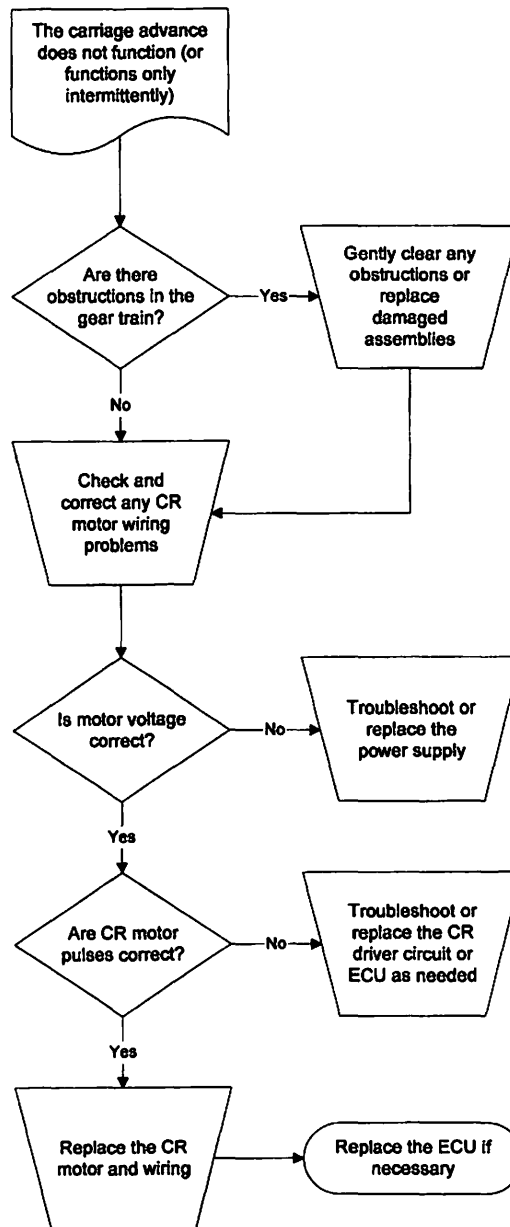 The carriage advance
does not function (or
functions only
intermittently)
Are there
obstructions in the
gear train?
Yes
Gently clear any
obstructions or
replace
damaged
assemblies
No
Check and
correct any CR
motor wiring
problems
Is motor voltage
correct?
No
Troubleshoot or
replace the
power supply
Yes
Are CR motor
pulses correct?
No
Troubleshoot or
replace the CR
driver circuit or
ECU as needed
Yes
Replace the CR
motor and wiring
Replace the ECU if
necessary